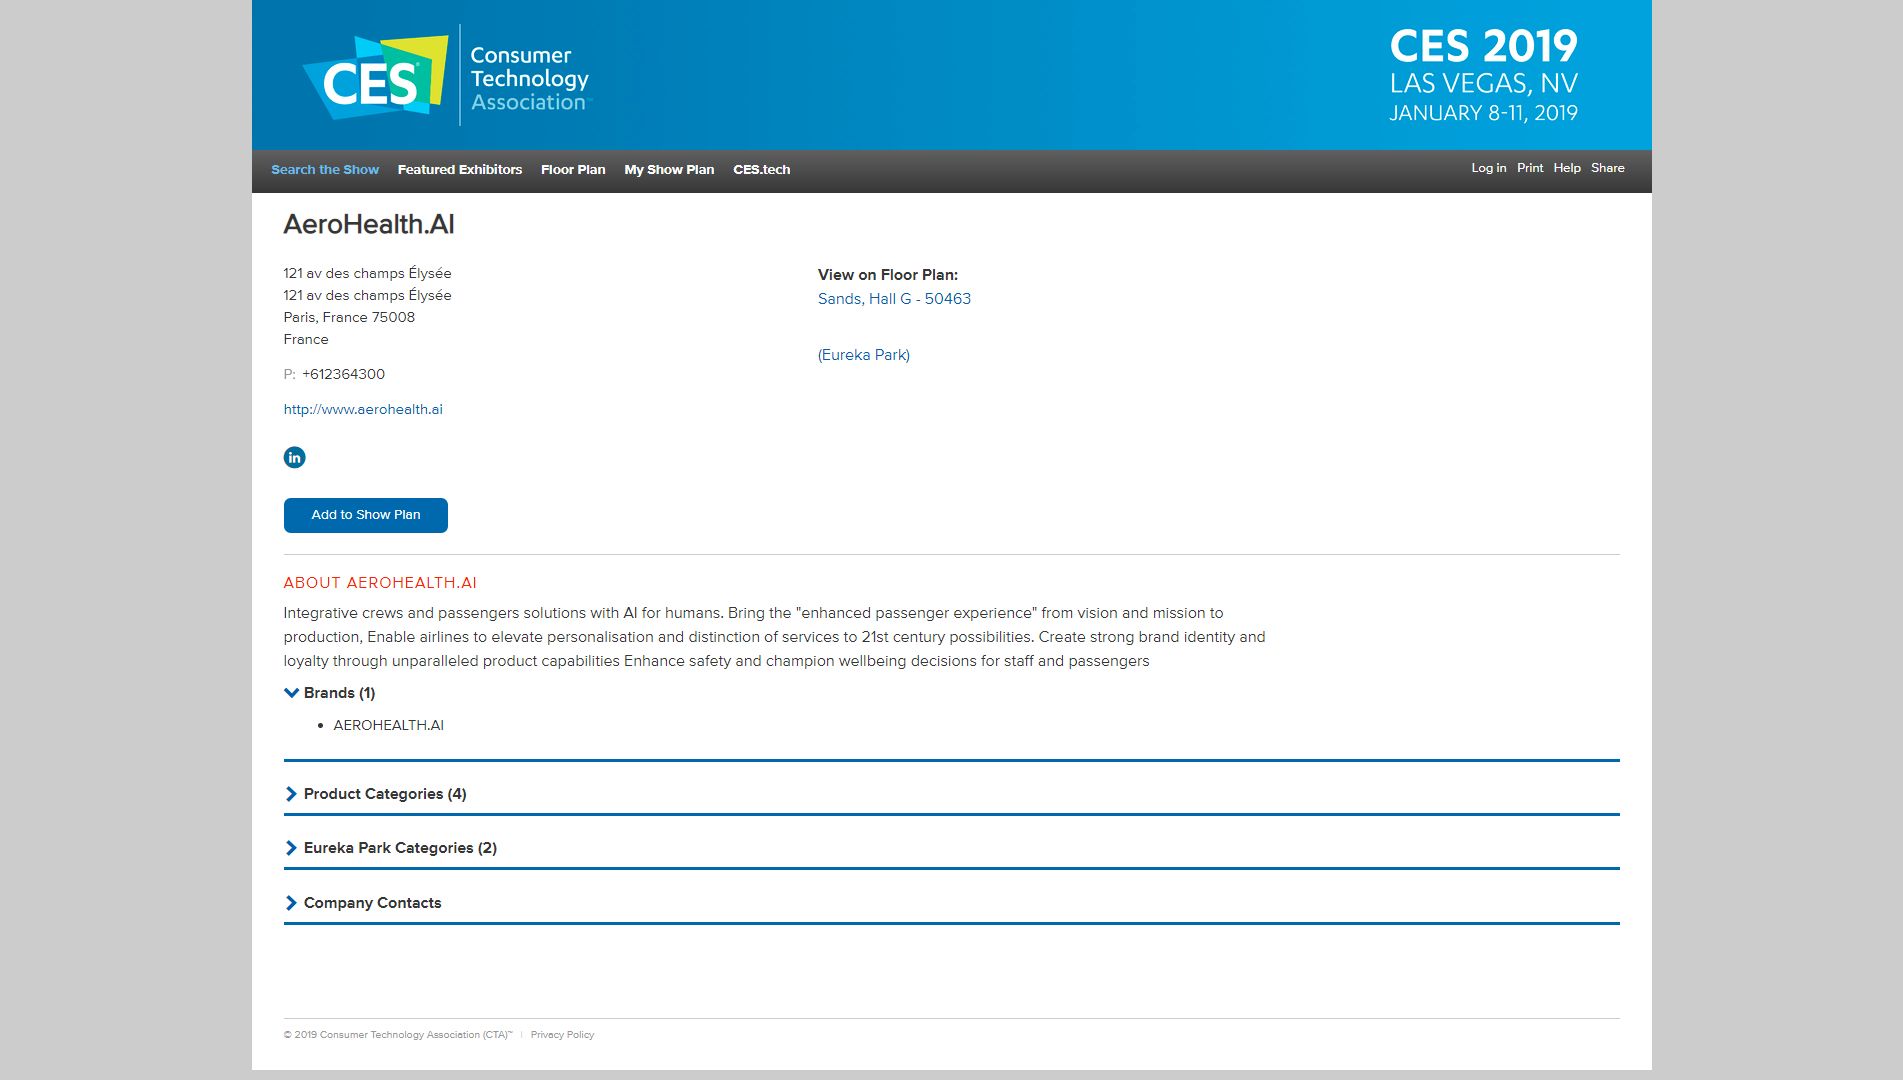 CES
Consumer
Technology
Association™
CES 2019
LAS VEGAS, NV
JANUARY 8-11, 2019
Search the Show Featured Exhibitors Floor Plan My Show Plan CES.tech
Log in Print Help Share
AeroHealth.AI
121 av des champs Élysée
121 av des champs Élysée
Paris, France 75008
France
P: +612364300
http://www.aerohealth.ai
in
Add to Show Plan
View on Floor Plan:
Sands, Hall G - 50463
(Eureka Park)
ABOUT AEROHEALTH.AI
Integrative crews and passengers solutions with AI for humans. Bring the "enhanced passenger experience" from vision and mission to
production, Enable airlines to elevate personalisation and distinction of services to 21st century possibilities. Create strong brand identity and
loyalty through unparalleled product capabilities Enhance safety and champion wellbeing decisions for staff and passengers
Brands (1)
• AEROHEALTH.AI
Product Categories (4)
Eureka Park Categories (2)
Company Contacts
© 2019 Consumer Technology Association (CTA)™ | Privacy Policy